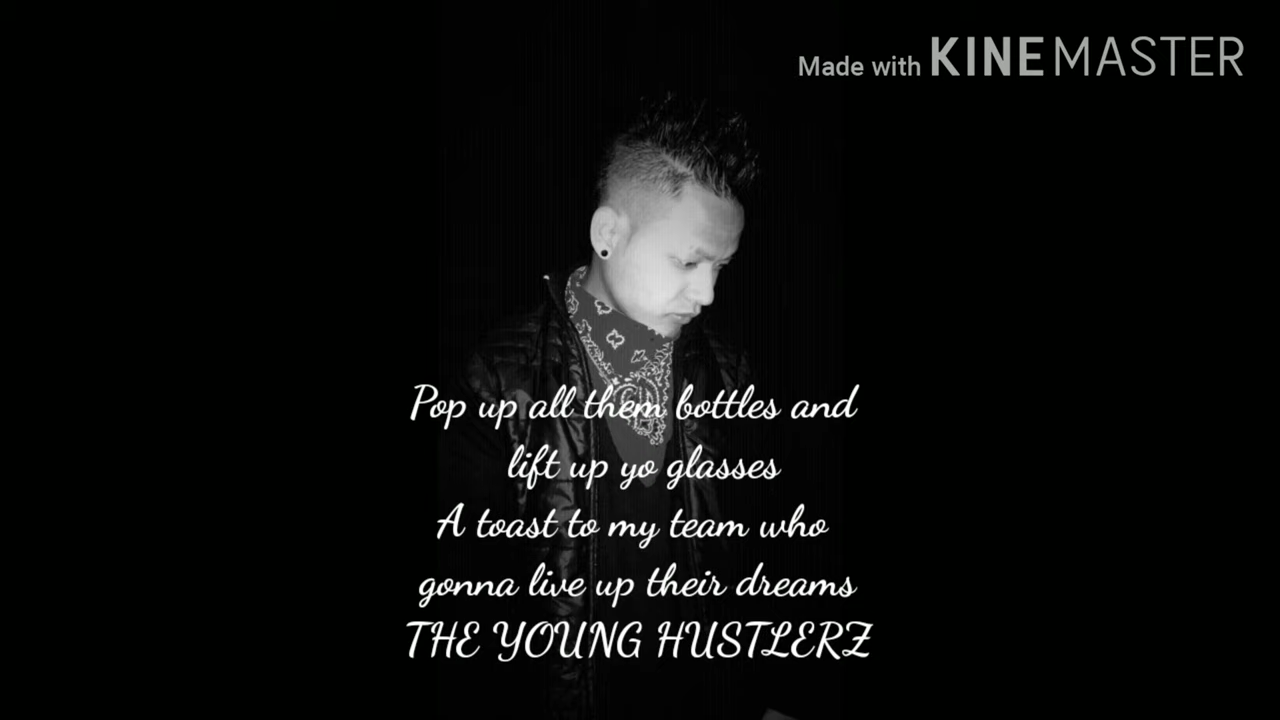 Made with KINEMASTER
Pop up all them bottles and
lift up yo glasses
A toast to my team who
gonna live up their dreams
THE YOUNG HUSTLERZ